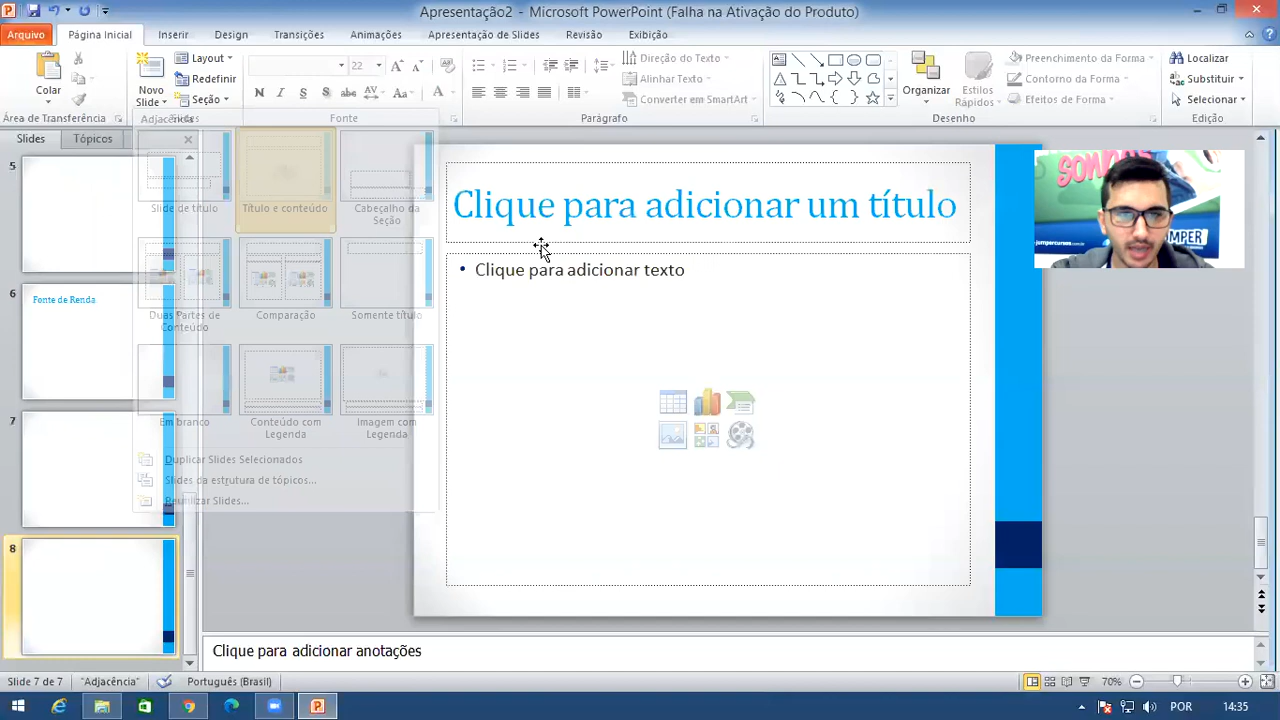 Apresentação2 - Microsoft PowerPoint (Falha na Ativação do Produto)
Arquivo
Página Inicial
Inserir
Design
Transições
Animações
Apresentação de Slides
Revisão
Exibição
Colar
Novo
Slide
Layout
Redefinir
Seção
22
N I S S abc AV Aa A
Direção do Texto
Alinhar Texto
Converter em SmartArt
Organizar
Estilos
Rápidos
Preenchimento da Forma
Contorno da Forma
Efeitos de Forma
Localizar
Substituir
Selecionar
Área de Transferência
Adjacência
Fonte
Parágrafo
Desenho
Edição
Slides
Tópicos
5
6
Fonte de Renda
7
8
Slide de título
Título e conteúdo
Cabeçalho da
Seção
Duas Partes de
Conteúdo
Comparação
Somente título
Em branco
Conteúdo com
Legenda
Imagem com
Legenda
Duplicar Slides Selecionados
Slides da estrutura de tópicos...
Reutilizar Slides...
Clique para adicionar um título
• Clique para adicionar texto
www.jumpercursos.com
Clique para adicionar anotações
Slide 7 de 7
"Adjacência"
Português (Brasil)
70%
POR
14:35